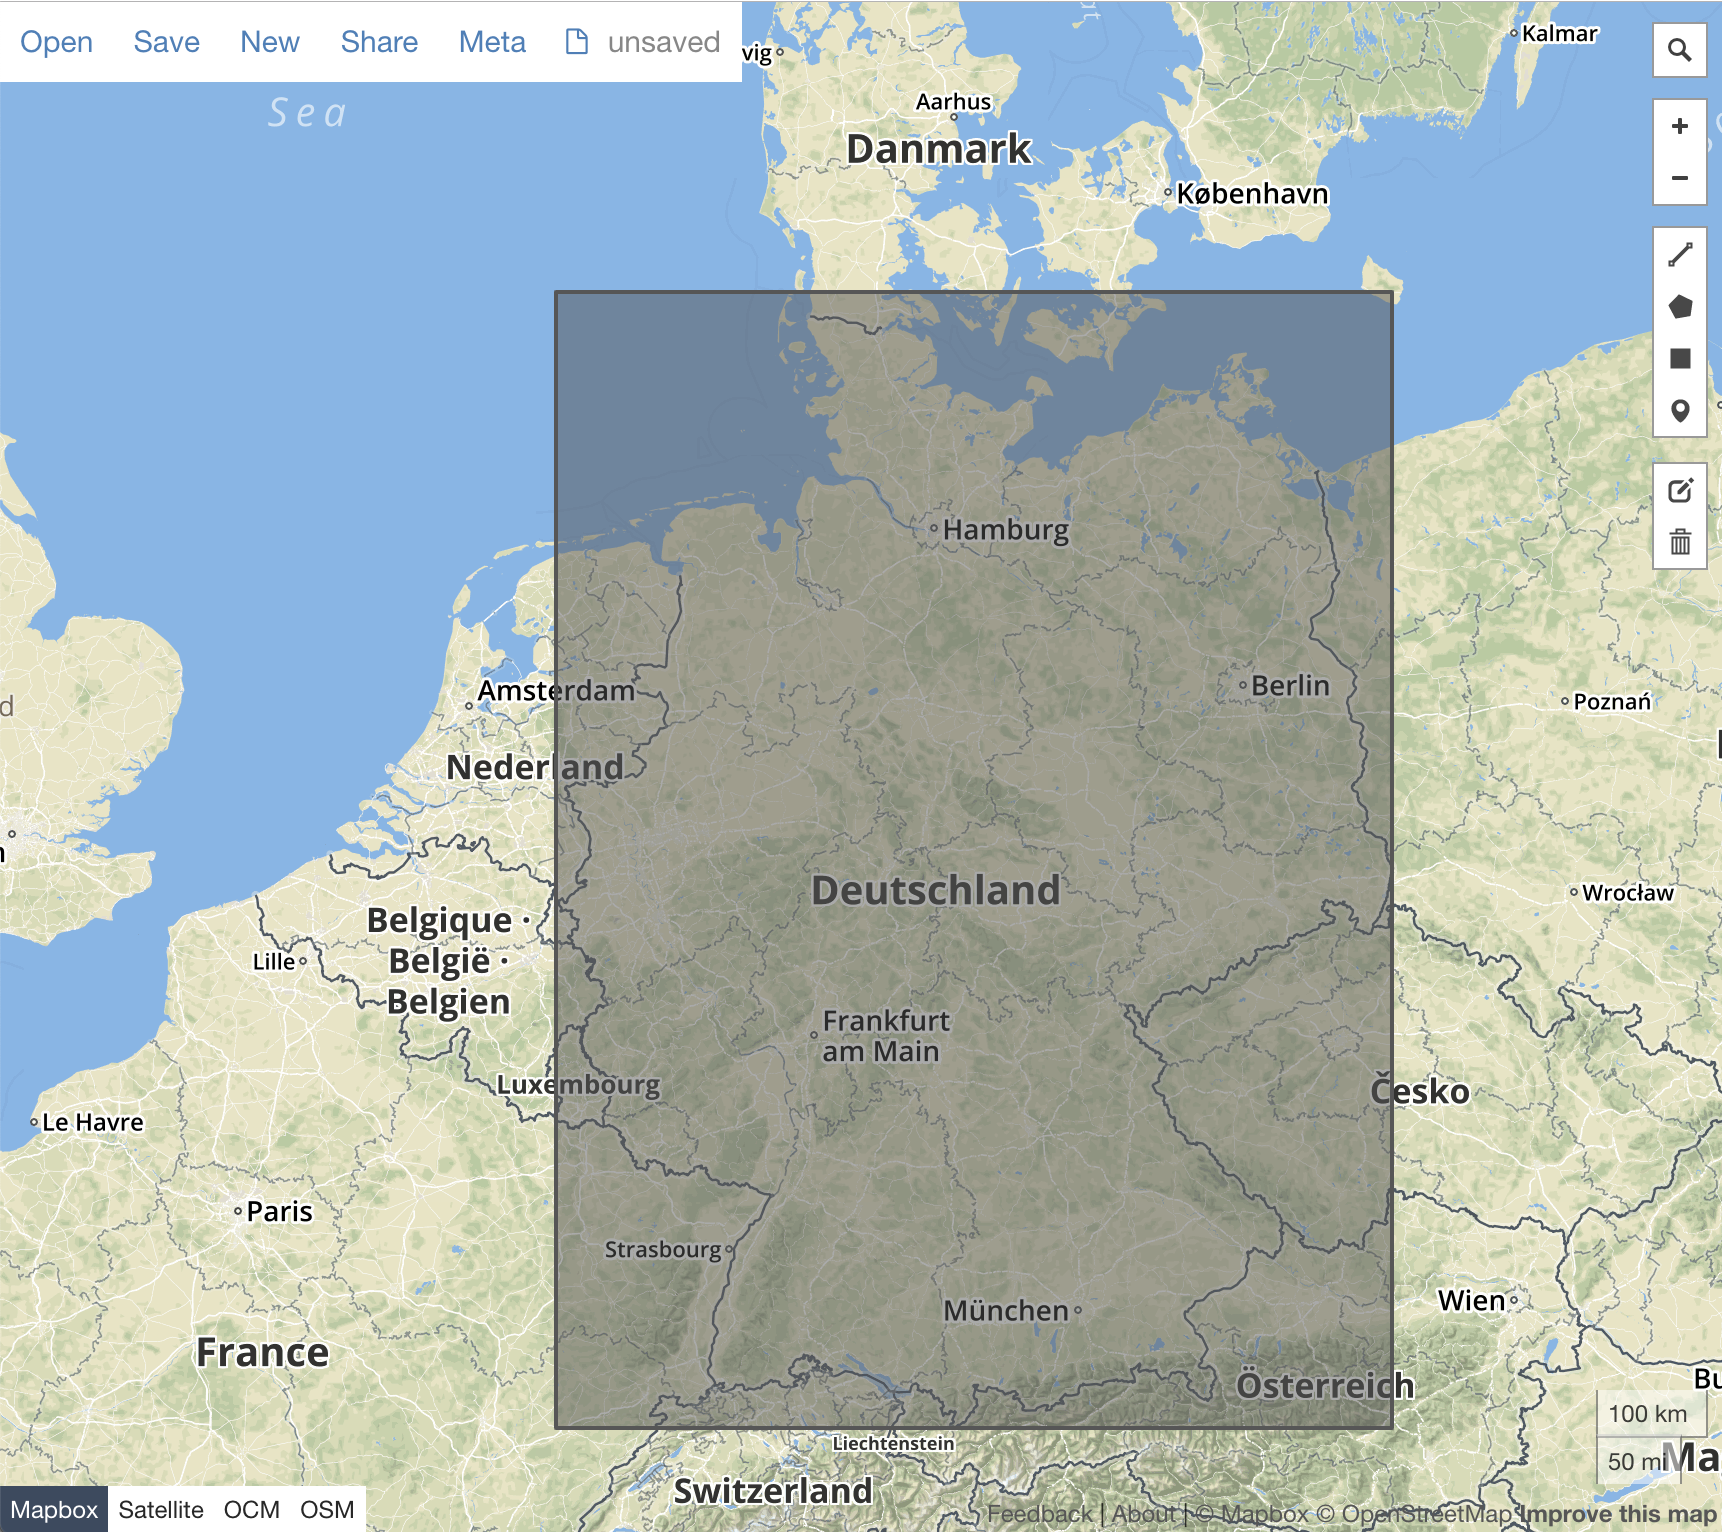 Open Save New Share Meta unsaved
vig
Kalmar
Sea
Aarhus
Danmark
København
Hamburg
Amsterdam
Berlin
Poznań
Nederland
Deutschland
Wrocław
Belgique ·
België ·
Belgien
Lille
Frankfurt
am Main
Luxembourg
Česko
Le Havre
Paris
Strasbourg
München
Wien
France
Österreich
Bu
100 km
Liechtenstein
50 mi
Ma
Switzerland
Mapbox Satellite OCM OSM
Feedback | About | © Mapbox © OpenStreetMap Improve this map